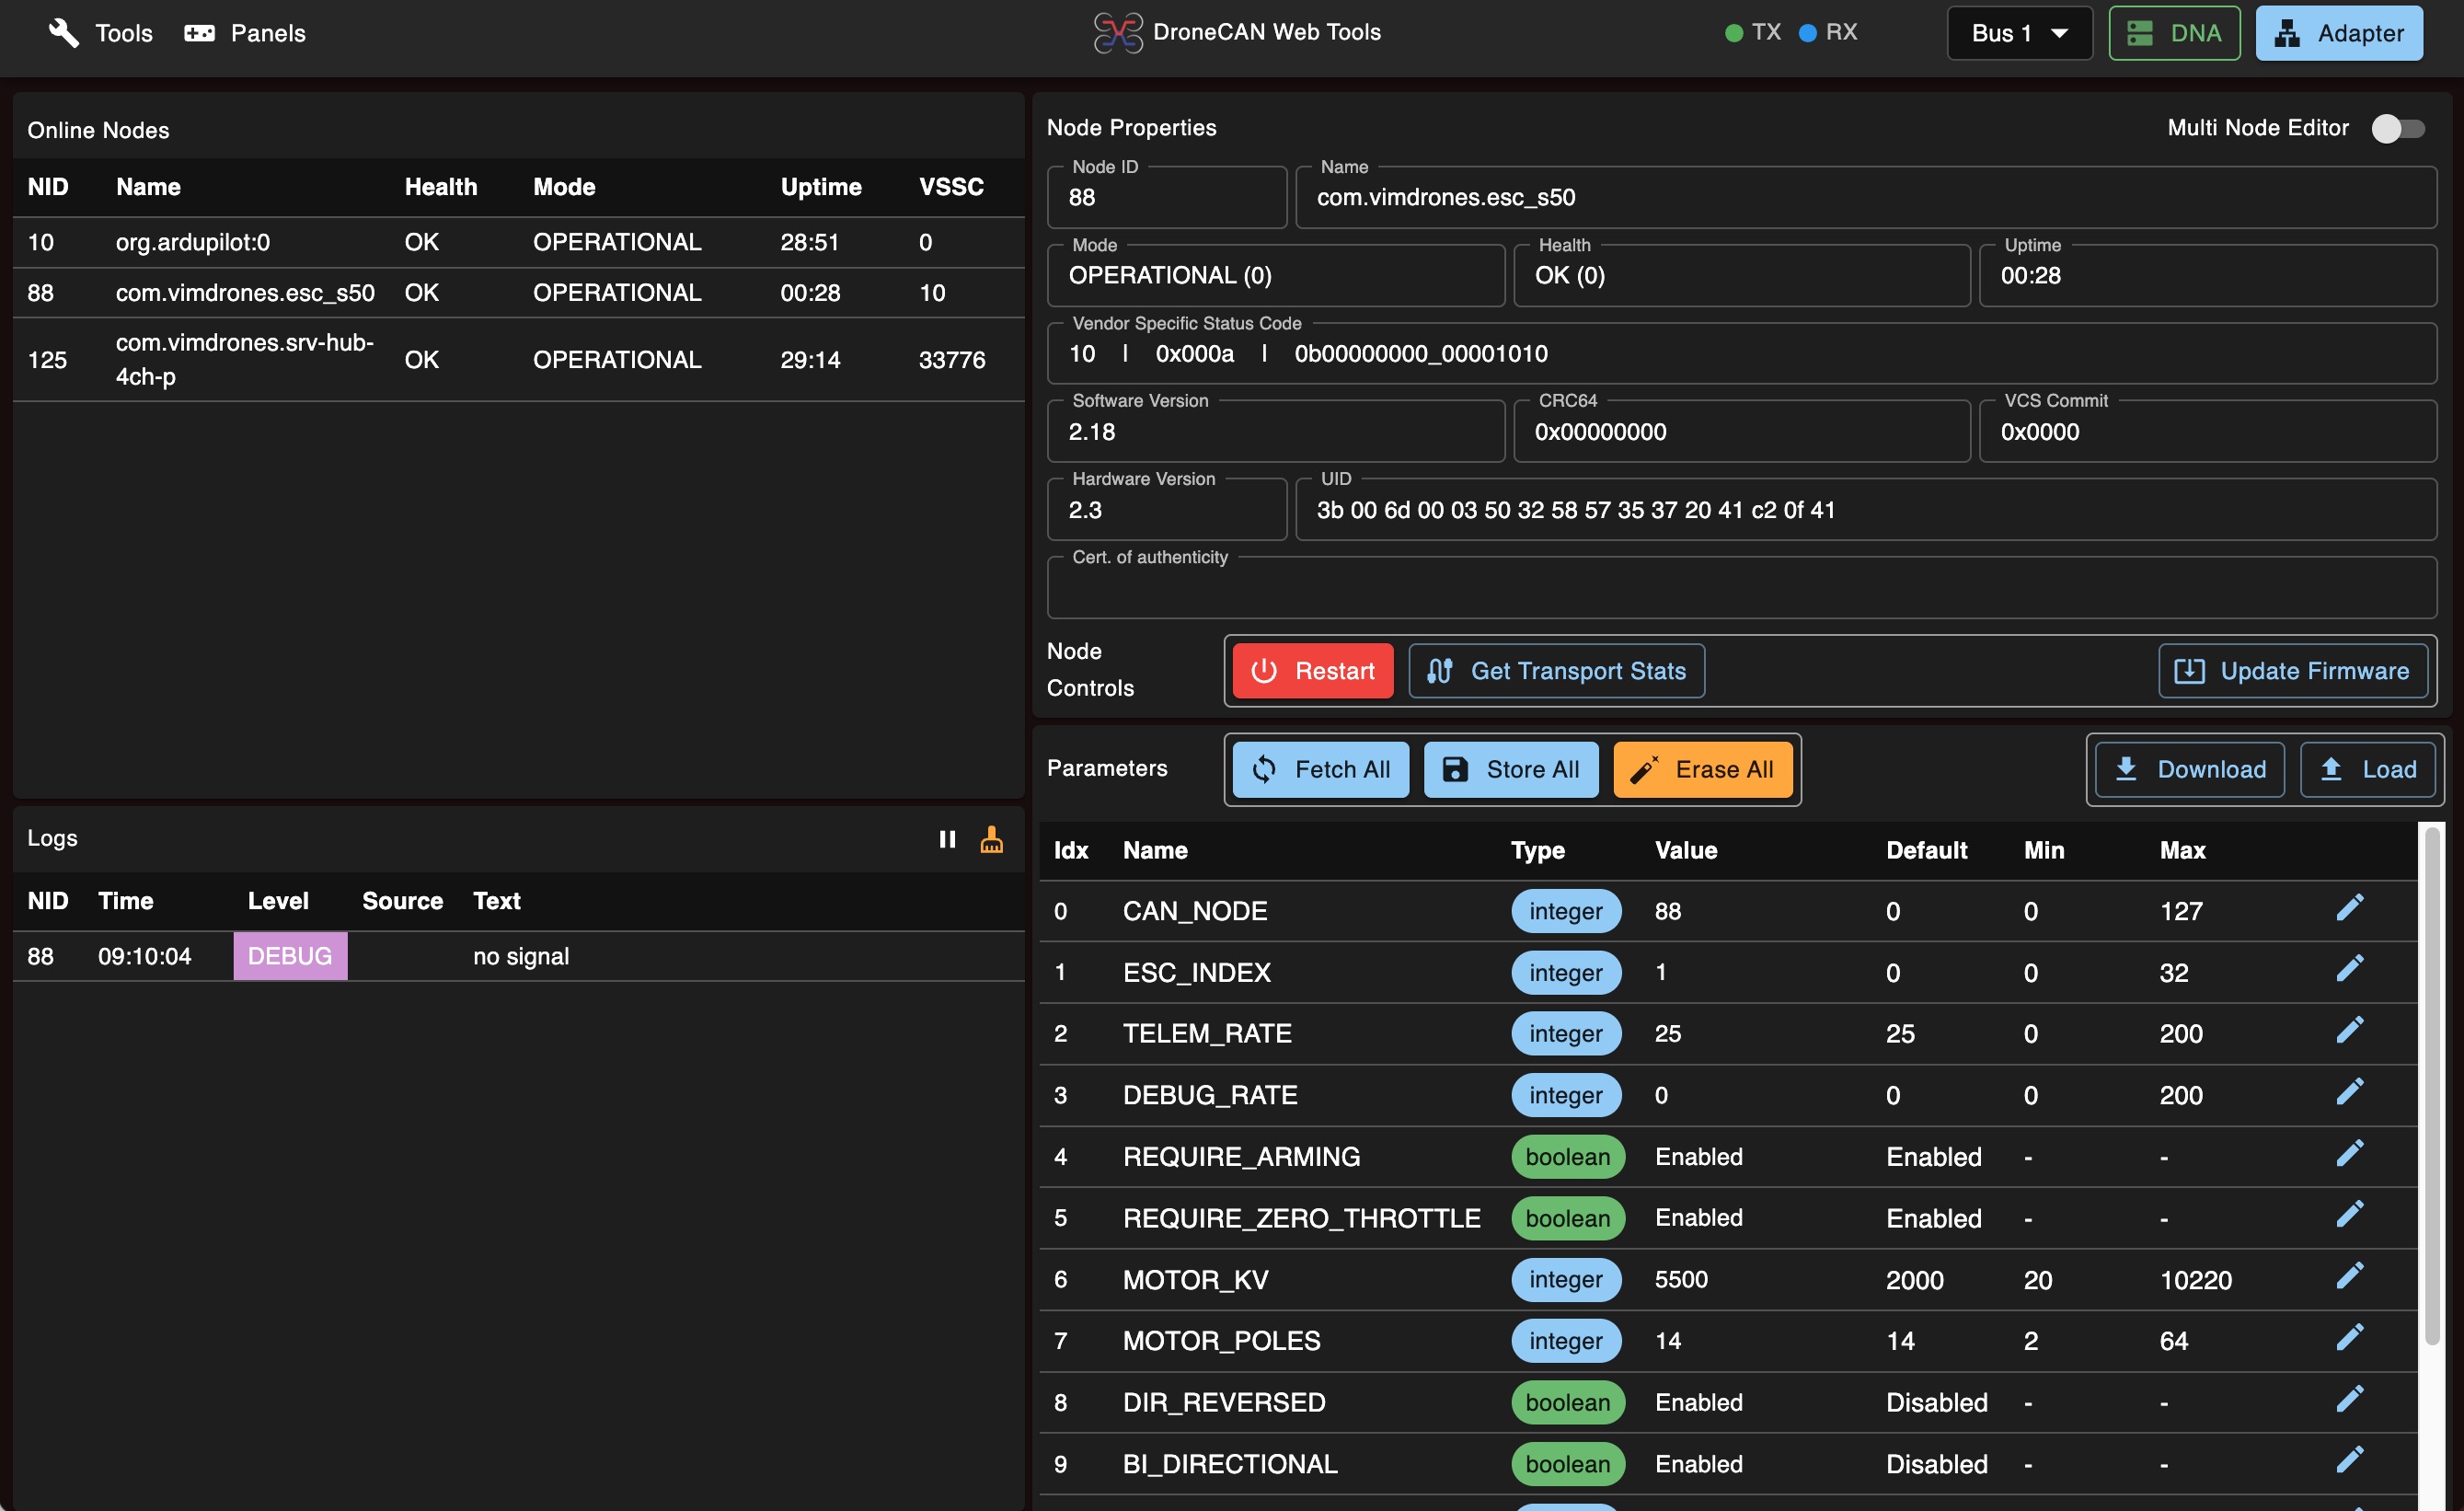 Tools Panels DroneCAN Web Tools TX RX Bus 1 DNA Adapter
Online Nodes
NID Name Health Mode Uptime VSSC
10 org.ardupilot:0 OK OPERATIONAL 28:51 0
88 com.vimdrones.esc_s50 OK OPERATIONAL 00:28 10
125 com.vimdrones.srv-hub-4ch-p OK OPERATIONAL 29:14 33776
Logs
NID Time Level Source Text
88 09:10:04 DEBUG no signal
Node Properties Multi Node Editor
Node ID Name
88 com.vimdrones.esc_s50
Mode Health Uptime
OPERATIONAL (0) OK (0) 00:28
Vendor Specific Status Code
10 | 0x000a | 0b00000000_00001010
Software Version CRC64 VCS Commit
2.18 0x00000000 0x0000
Hardware Version UID
2.3 3b 00 6d 00 03 50 32 58 57 35 37 20 41 c2 0f 41
Cert. of authenticity
Node Controls Restart Get Transport Stats Update Firmware
Parameters Fetch All Store All Erase All Download Load
Idx Name Type Value Default Min Max
0 CAN_NODE integer 88 0 0 127
1 ESC_INDEX integer 1 0 0 32
2 TELEM_RATE integer 25 25 0 200
3 DEBUG_RATE integer 0 0 0 200
4 REQUIRE_ARMING boolean Enabled Enabled - -
5 REQUIRE_ZERO_THROTTLE boolean Enabled Enabled - -
6 MOTOR_KV integer 5500 2000 20 10220
7 MOTOR_POLES integer 14 14 2 64
8 DIR_REVERSED boolean Enabled Disabled - -
9 BI_DIRECTIONAL boolean Enabled Disabled - -